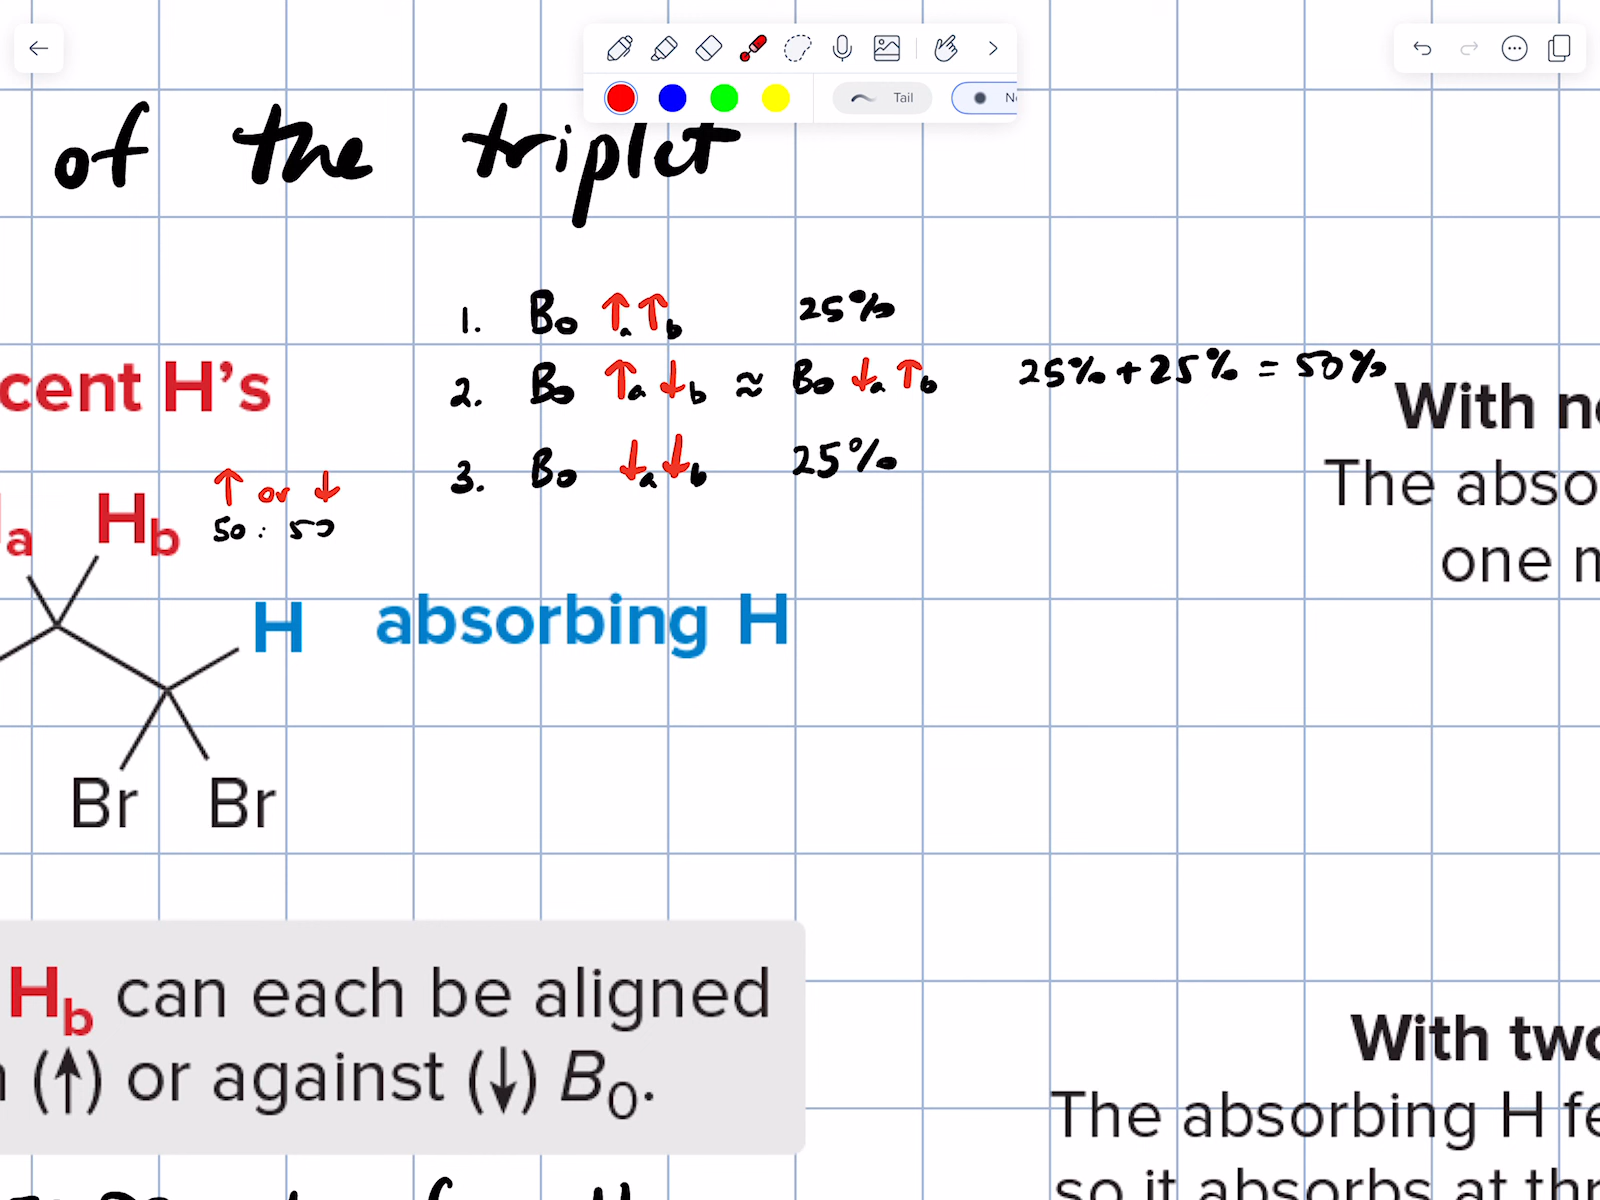 Tail
of the triplet
1. B₀ ↑a ↑b 25%
2. B₀ ↑a ↓b ≈ B₀ ↓a ↑b 25% + 25% = 50%
3. B₀ ↓a ↓b 25%
cent H's
With
The abso
one
a Hb ↑ or ↓
50 : 50
H absorbing H
Br Br
Hb can each be aligned
(↑) or against (↓) B₀.
With two
The absorbing H fe
so it absorbs at thr